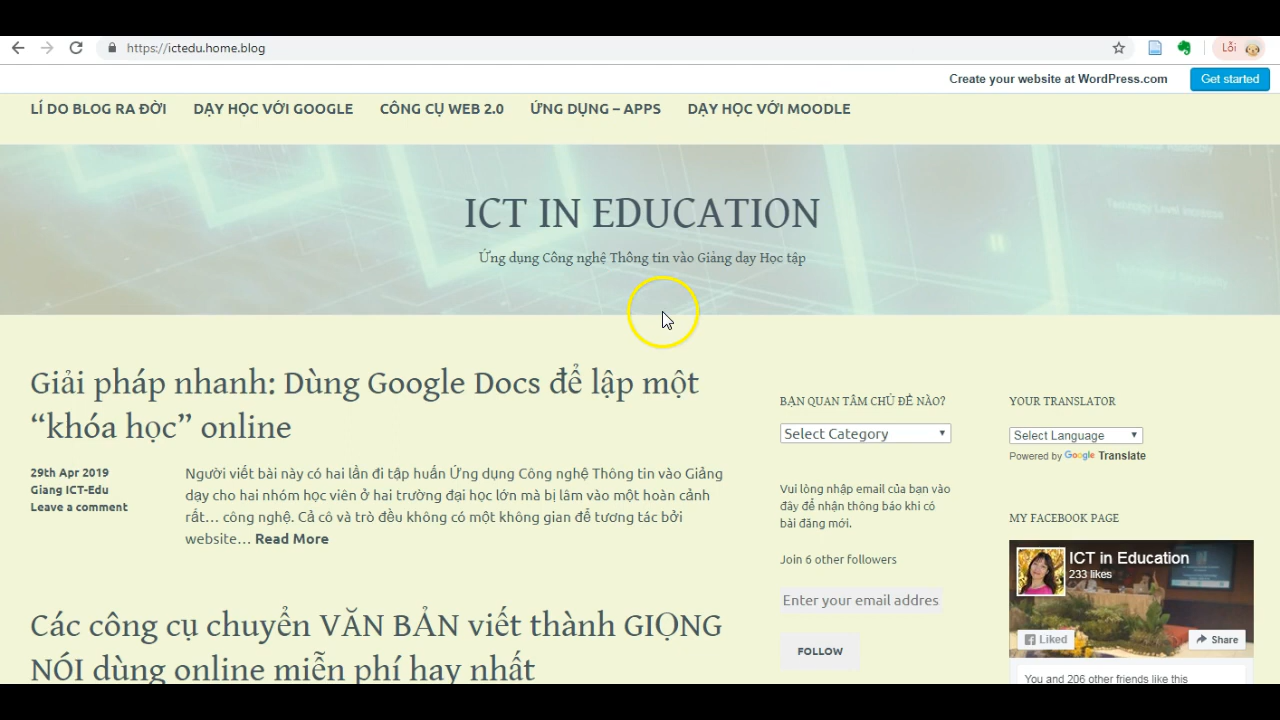 https://ictedu.home.blog
Lỗi
Create your website at WordPress.com
Get started
LÍ DO BLOG RA ĐỜI
DẠY HỌC VỚI GOOGLE
CÔNG CỤ WEB 2.0
ỨNG DỤNG – APPS
DẠY HỌC VỚI MOODLE
ICT IN EDUCATION
Ứng dụng Công nghệ Thông tin vào Giảng dạy Học tập
Giải pháp nhanh: Dùng Google Docs để lập một
“khóa học” online
29th Apr 2019
Giang ICT-Edu
Leave a comment
Người viết bài này có hai lần đi tập huấn Ứng dụng Công nghệ Thông tin vào Giảng
dạy cho hai nhóm học viên ở hai trường đại học lớn mà bị lâm vào một hoàn cảnh
rất… công nghệ. Cả cô và trò đều không có một không gian để tương tác bởi
website… Read More
Các công cụ chuyển VĂN BẢN viết thành GIỌNG
NÓI dùng online miễn phí hay nhất
BẠN QUAN TÂM CHỦ ĐỀ NÀO?
Select Category
Vui lòng nhập email của bạn vào
đây để nhận thông báo khi có
bài đăng mới.
Join 6 other followers
Enter your email addres
FOLLOW
YOUR TRANSLATOR
Select Language
Powered by Google Translate
MY FACEBOOK PAGE
ICT in Education
233 likes
Liked
Share
You and 206 other friends like this